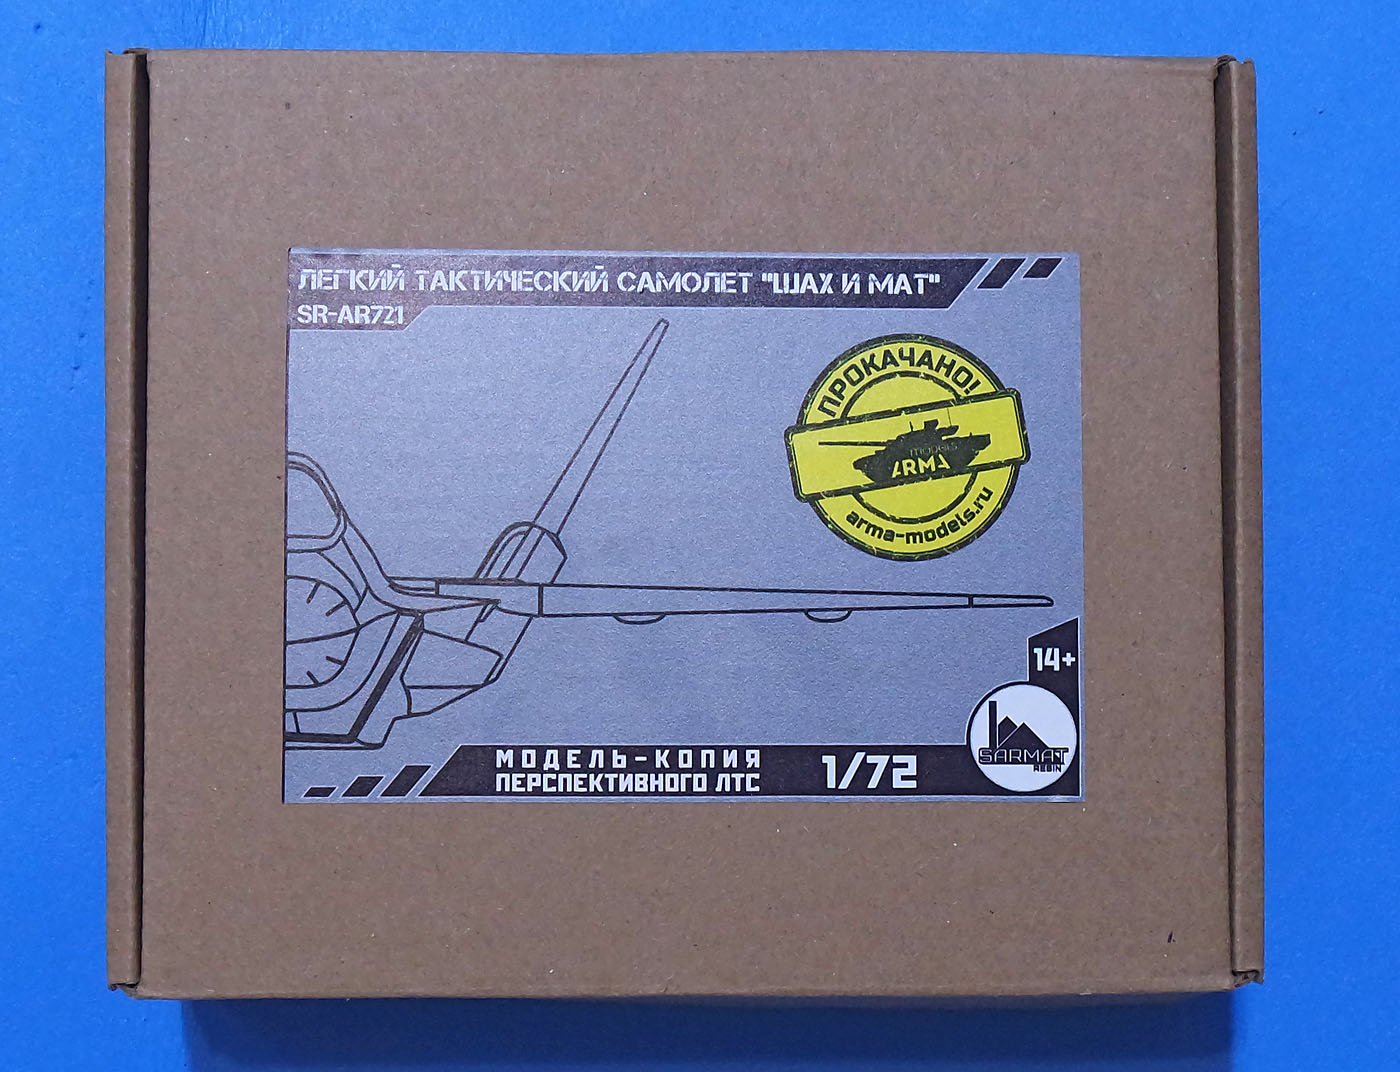 ЛЕГКИЙ ТАКТИЧЕСКИЙ САМОЛЕТ "ШАХ И МАТ"
SR-AR721
ПРОКАЧАНО!
models
ARMA
arma-models.ru
14+
SARMAT
RESIN
МОДЕЛЬ-КОПИЯ
ПЕРСПЕКТИВНОГО ЛТС
1/72